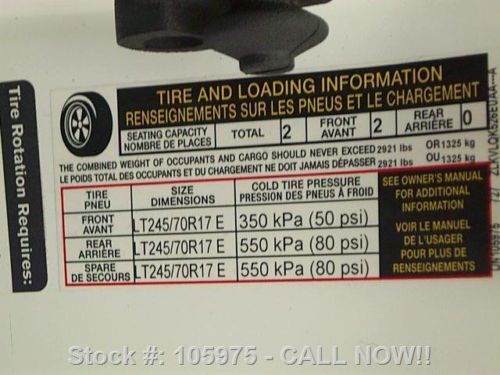 TIRE AND LOADING INFORMATION
RENSEIGNEMENTS SUR LES PNEUS ET LE CHARGEMENT
SEATING CAPACITY
NOMBRE DE PLACES
TOTAL 2
FRONT
AVANT 2
REAR
ARRIÈRE 0
THE COMBINED WEIGHT OF OCCUPANTS AND CARGO SHOULD NEVER EXCEED 2921 lbs OR 1325 kg
LE POIDS TOTAL DES OCCUPANTS ET DU CHARGEMENT NE DOIT JAMAIS DÉPASSER 2921 lbs OU 1325 kg
TIRE
PNEU
SIZE
DIMENSIONS
COLD TIRE PRESSURE
PRESSION DES PNEUS À FROID
FRONT
AVANT
LT245/70R17 E
350 kPa (50 psi)
REAR
ARRIÈRE
LT245/70R17 E
550 kPa (80 psi)
SPARE
DE SECOURS
LT245/70R17 E
550 kPa (80 psi)
SEE OWNER'S MANUAL
FOR ADDITIONAL
INFORMATION
VOIR LE MANUEL
DE L'USAGER
POUR PLUS DE
RENSEIGNEMENTS
Tire Rotation Requires:
Stock #: 105975 - CALL NOW!!